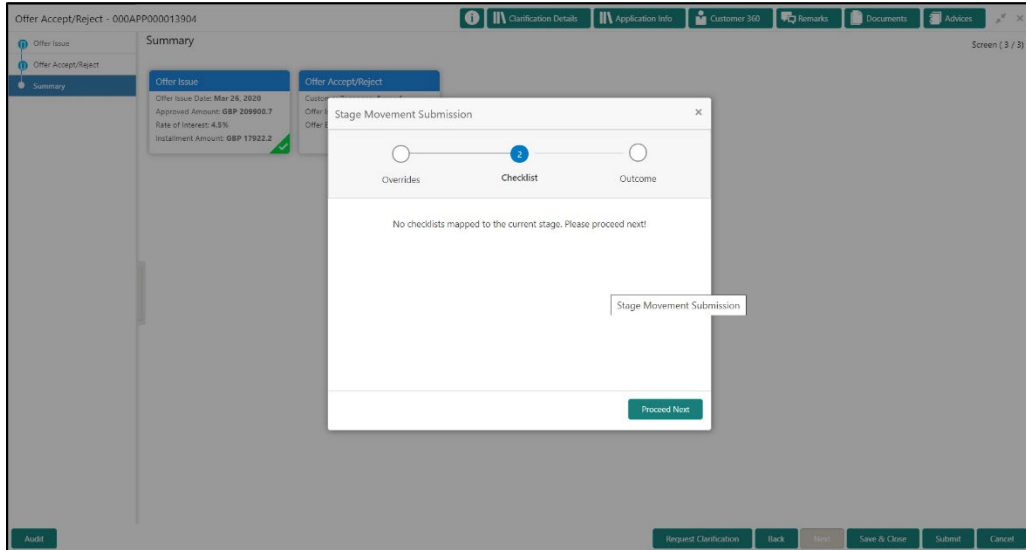 Offer Accept/Reject - 000APP000013904
Clarification Details
Application Info
Customer 360
Remarks
Documents
Advices
Offer Issue
Offer Accept/Reject
Summary
Summary
Screen ( 3 / 3)
Offer Issue
Offer Issue Date: Mar 26, 2020
Approved Amount: GBP 209900.7
Rate of Interest: 4.5%
Installment Amount: GBP 17922.2
Offer Accept/Reject
Offer
Offer
Stage Movement Submission
2
Overrides
Checklist
Outcome
No checklists mapped to the current stage. Please proceed next!
Stage Movement Submission
Proceed Next
Audit
Request Clarification
Back
Next
Save & Close
Submit
Cancel